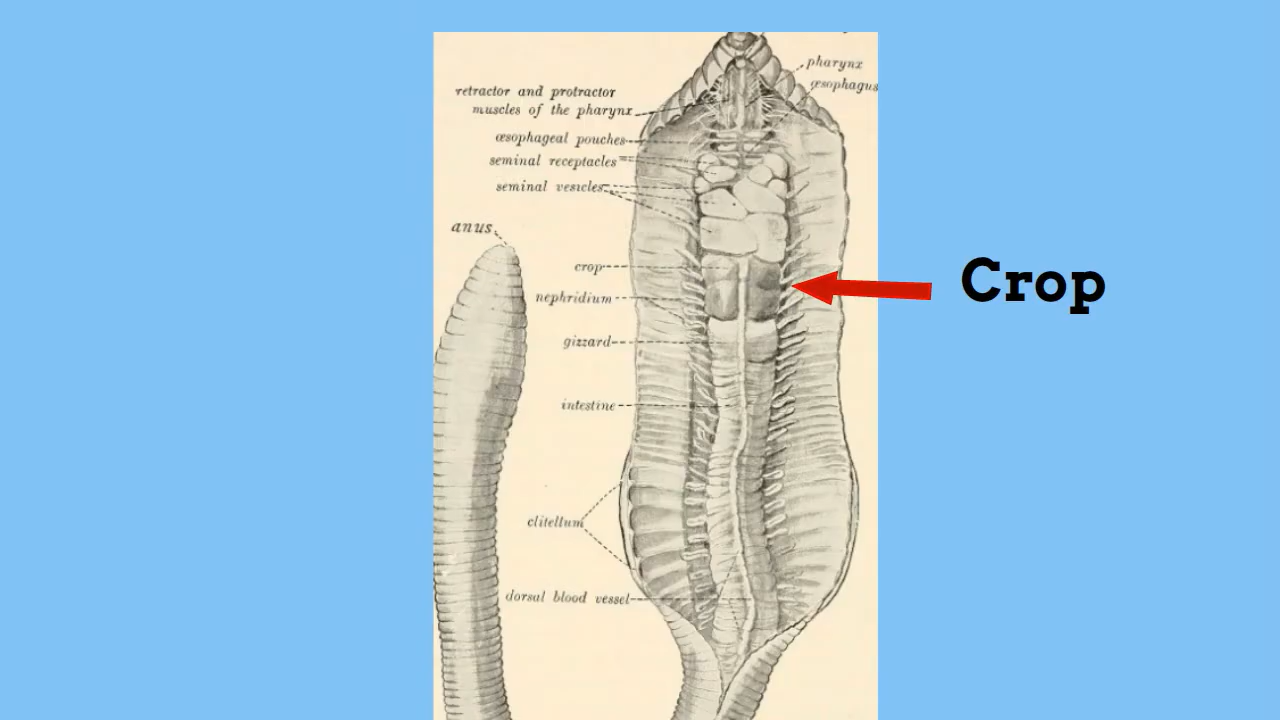 pharynx
œsophagus
retractor and protractor
muscles of the pharynx
œsophageal pouches
seminal receptacles
seminal vesicles
anus
crop
Crop
nephridium
gizzard
intestine
clitellum
dorsal blood vessel